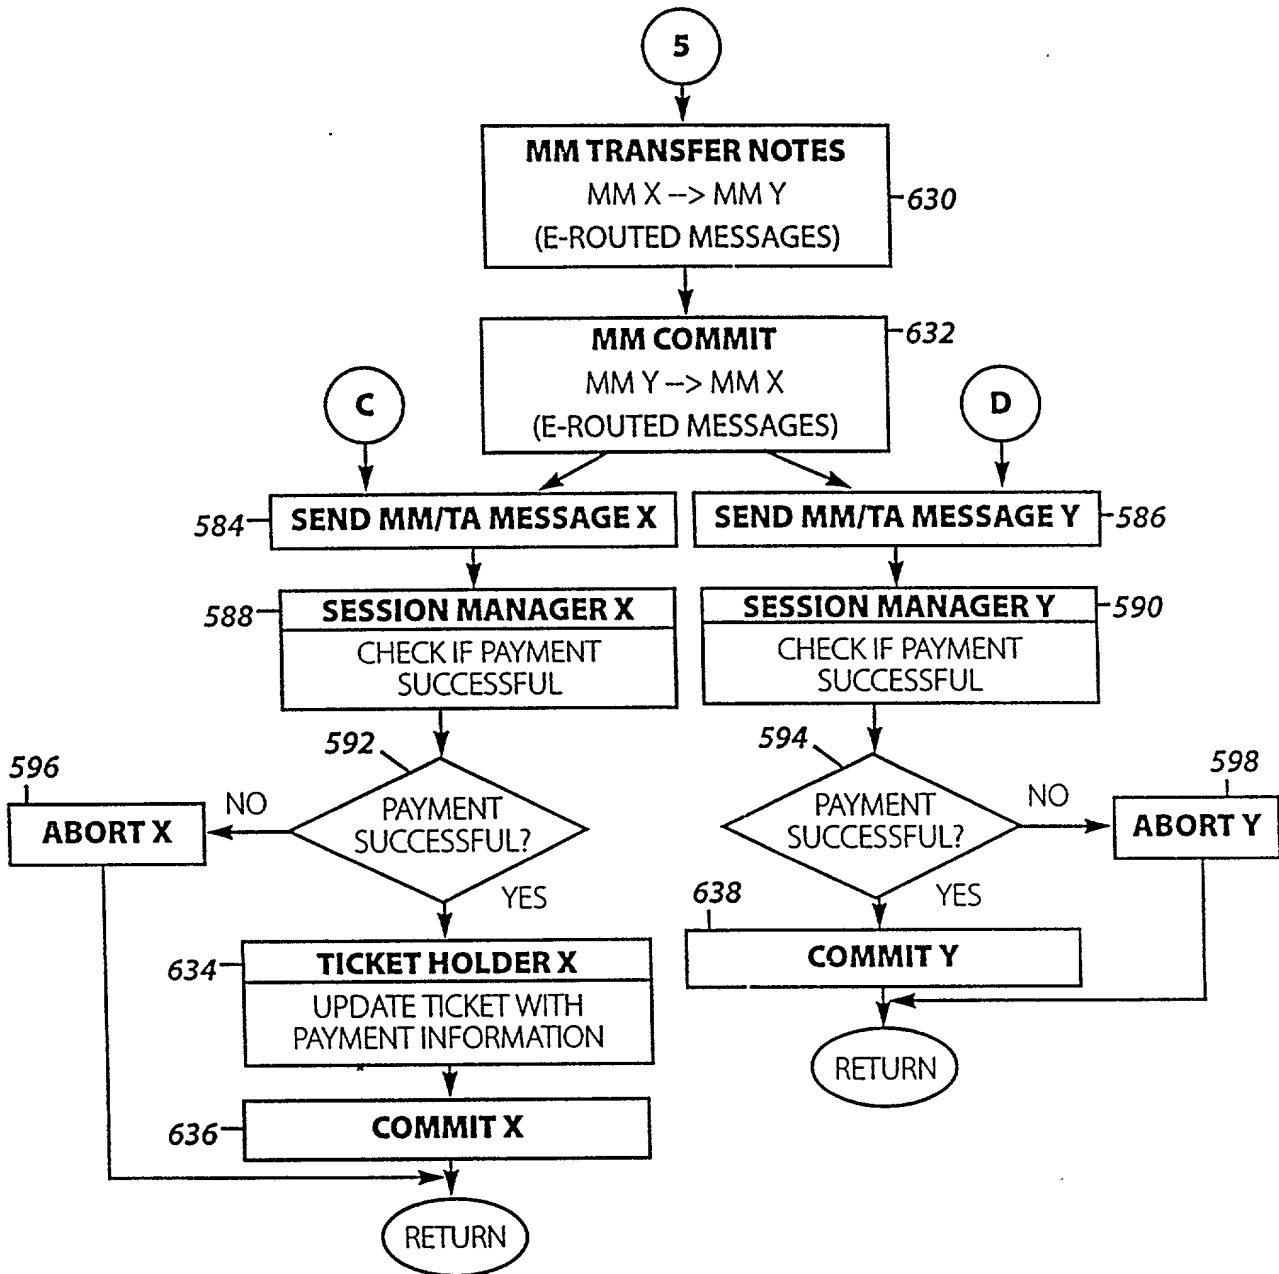 5
MM TRANSFER NOTES
MM X --> MM Y
(E-ROUTED MESSAGES)
630
MM COMMIT
MM Y --> MM X
(E-ROUTED MESSAGES)
632
C
D
584
SEND MM/TA MESSAGE X
SEND MM/TA MESSAGE Y
586
588
SESSION MANAGER X
CHECK IF PAYMENT
SUCCESSFUL
SESSION MANAGER Y
590
CHECK IF PAYMENT
SUCCESSFUL
592
PAYMENT
SUCCESSFUL?
NO
596
ABORT X
YES
594
PAYMENT
SUCCESSFUL?
NO
598
ABORT Y
YES
634
TICKET HOLDER X
UPDATE TICKET WITH
PAYMENT INFORMATION
638
COMMIT Y
RETURN
636
COMMIT X
RETURN